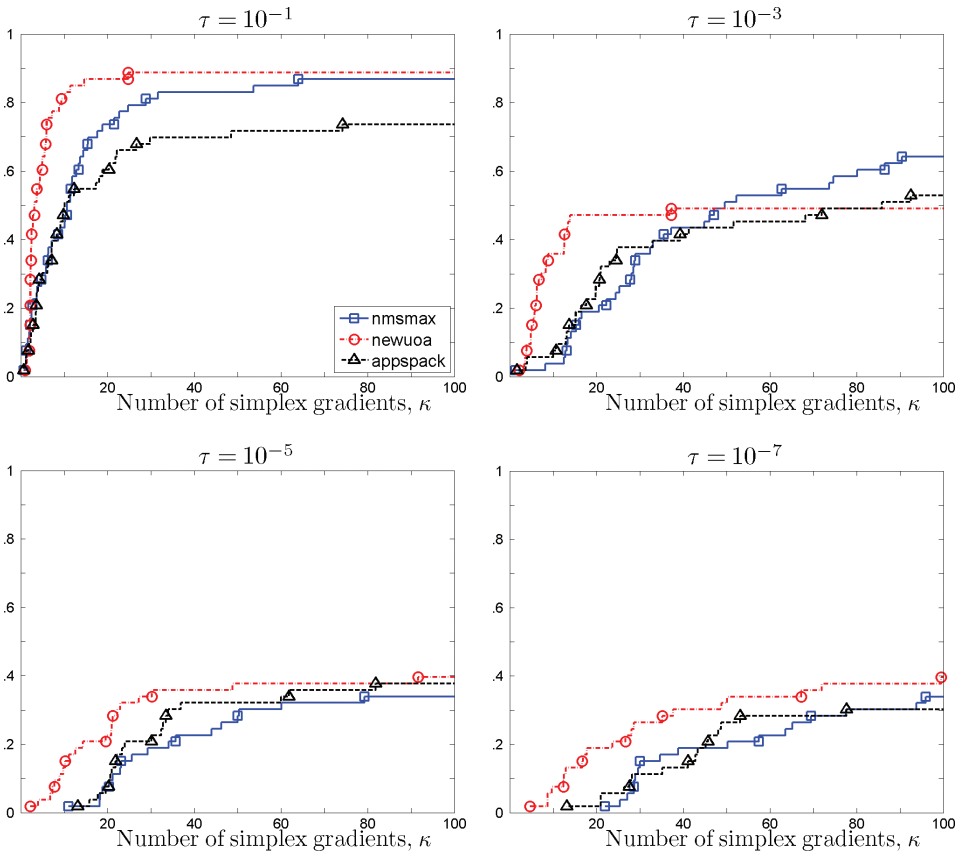 τ = 10⁻¹
1
.8
.6
.4
.2
0
nmsmax
newuoa
appspack
20 40 60 80 100
Number of simplex gradients, κ
τ = 10⁻³
1
.8
.6
.4
.2
0
20 40 60 80 100
Number of simplex gradients, κ
τ = 10⁻⁵
1
.8
.6
.4
.2
0
20 40 60 80 100
Number of simplex gradients, κ
τ = 10⁻⁷
1
.8
.6
.4
.2
0
20 40 60 80 100
Number of simplex gradients, κ